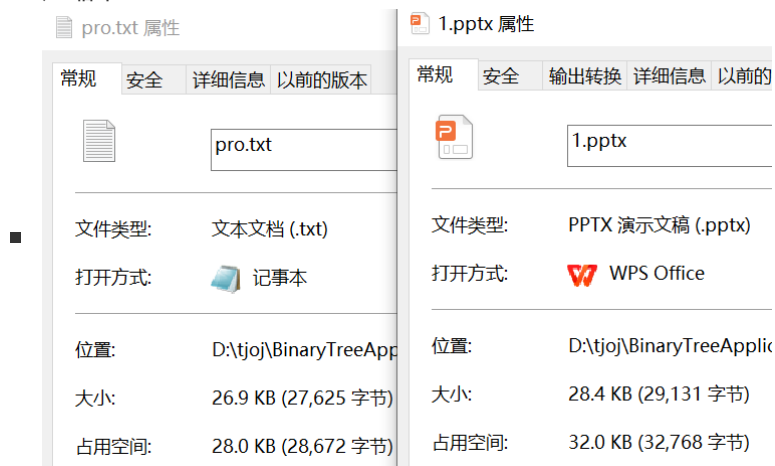 pro.txt 属性
常规 安全 详细信息 以前的版本
pro.txt
文件类型: 文本文档 (.txt)
打开方式: 记事本
位置: D:\tjoj\BinaryTreeApp
大小: 26.9 KB (27,625 字节)
占用空间: 28.0 KB (28,672 字节)
1.pptx 属性
常规 安全 输出转换 详细信息 以前的
1.pptx
文件类型: PPTX 演示文稿 (.pptx)
打开方式: WPS Office
位置: D:\tjoj\BinaryTreeApplic
大小: 28.4 KB (29,131 字节)
占用空间: 32.0 KB (32,768 字节)